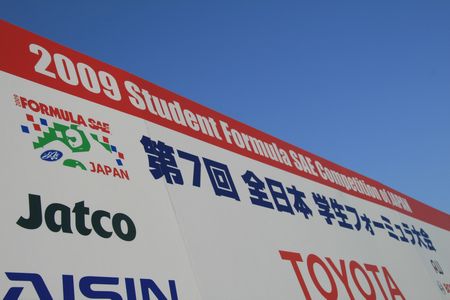 2009 Student Formula SAE Competition of JAPAN
FORMULA SAE
JAPAN
第7回 全日本 学生フォーミュラ大会
Jatco
TOYOTA
AISIN